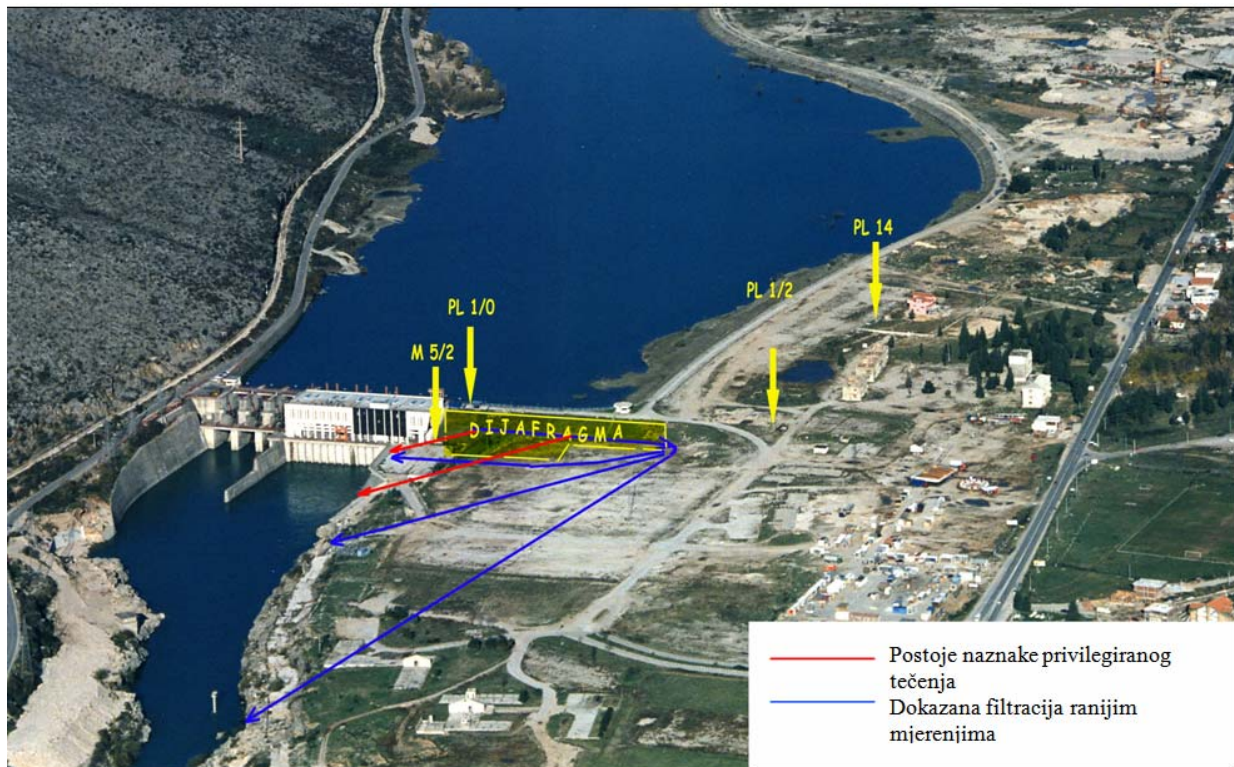 PL 14
PL 1/2
PL 1/0
M 5/2
DIJAFRAGMA
Postoje naznake privilegiranog
tečenja
Dokazana filtracija ranijim
mjerenjima